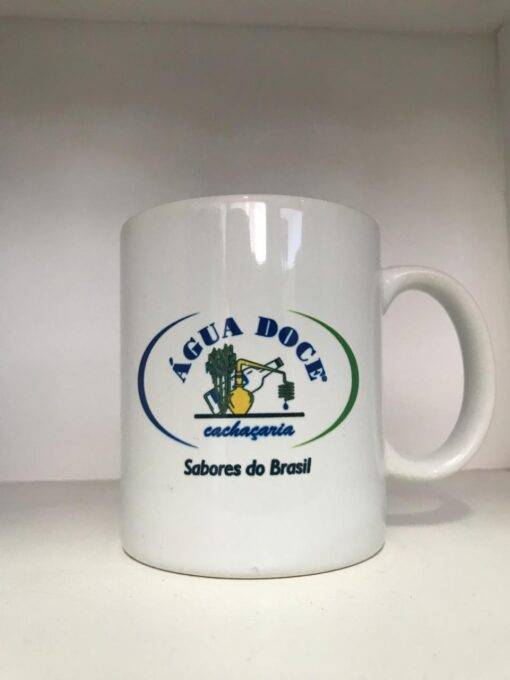 ÁGUA DOCE®
cachaçaria
Sabores do Brasil